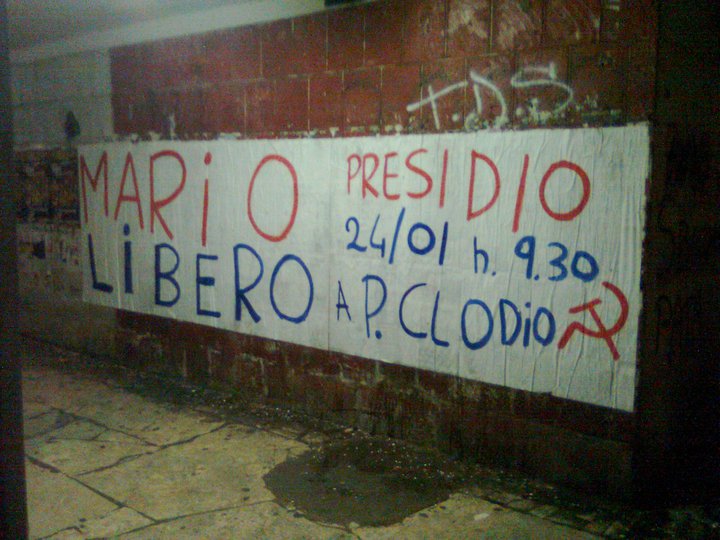 T.D.S
MARiO
LiBERO
PRESIDIO
24/01 h. 9.30
A P. CLODiO